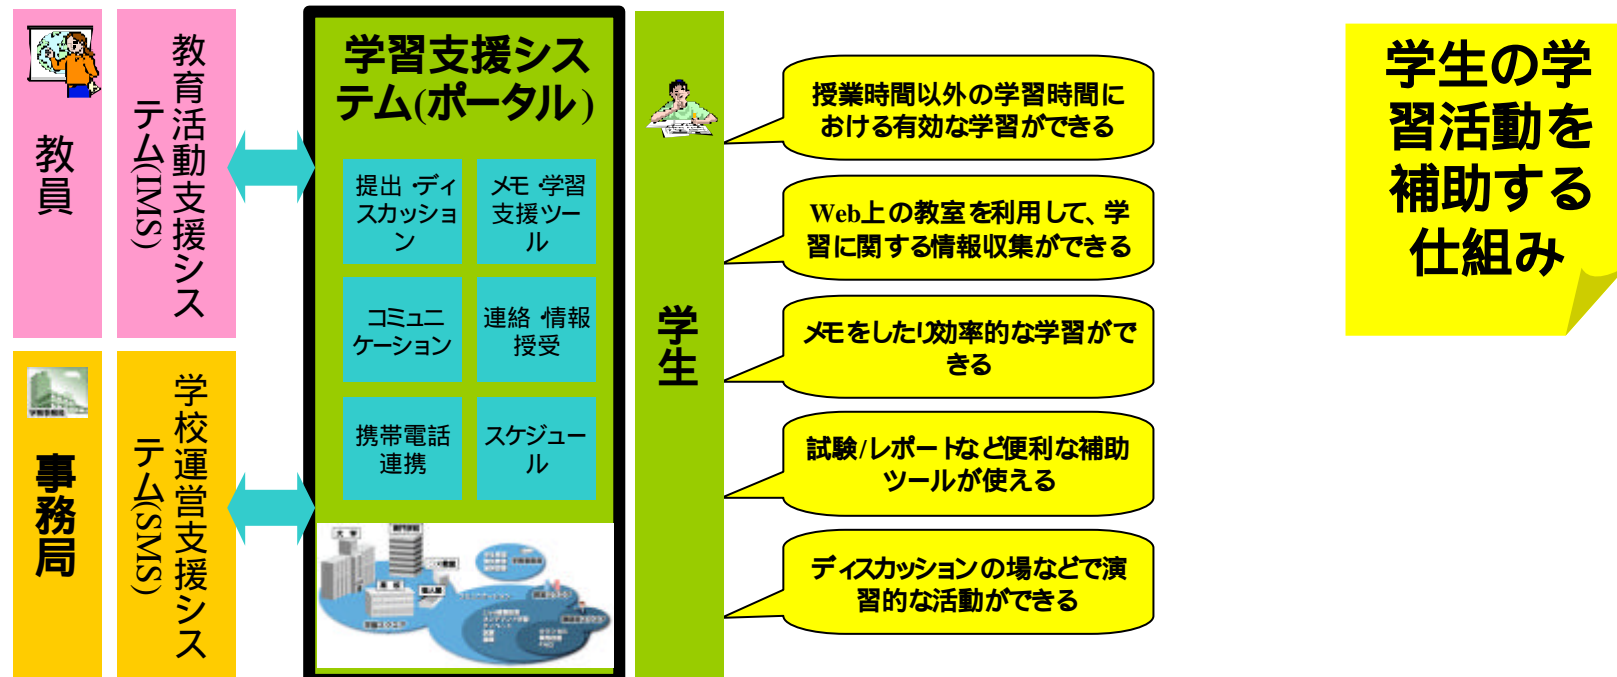 教員
教育活動支援シス
テム(IMS)
事務局
学校運営支援シス
テム(SMS)
学習支援シス
テム(ポータル)
提出・ディ
スカッショ
ン
メモ・学習
支援ツー
ル
コミュニ
ケーション
連絡・情報
授受
携帯電話
連携
スケジュー
ル
学生
授業時間以外の学習時間に
おける有効な学習ができる
Web上の教室を利用して、学
習に関する情報収集ができる
メモをしたり効率的な学習がで
きる
試験/レポートなど便利な補助
ツールが使える
ディスカッションの場などで演
習的な活動ができる
学生の学
習活動を
補助する
仕組み